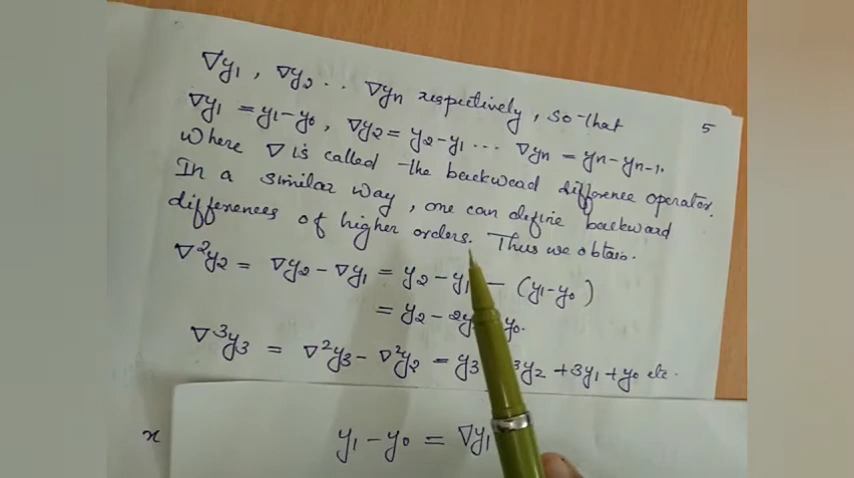 ∇y1, ∇y2 .. ∇yn respectively, so that
5
∇y1 = y1-y0, ∇y2 = y2-y1 ... ∇yn = yn-yn-1.
where ∇ is called the backwead difference operator.
In a similar way, one can define backward
differences of higher orders. Thus we obtain.
∇²y2 = ∇y2 - ∇y1 = y2 - y1 - (y1-y0)
= y2 - 2y y0.
∇³y3 = ∇²y3 - ∇²y2 = y3 3y2 + 3y1 + y0 etc.
x y1 - y0 = ∇y1